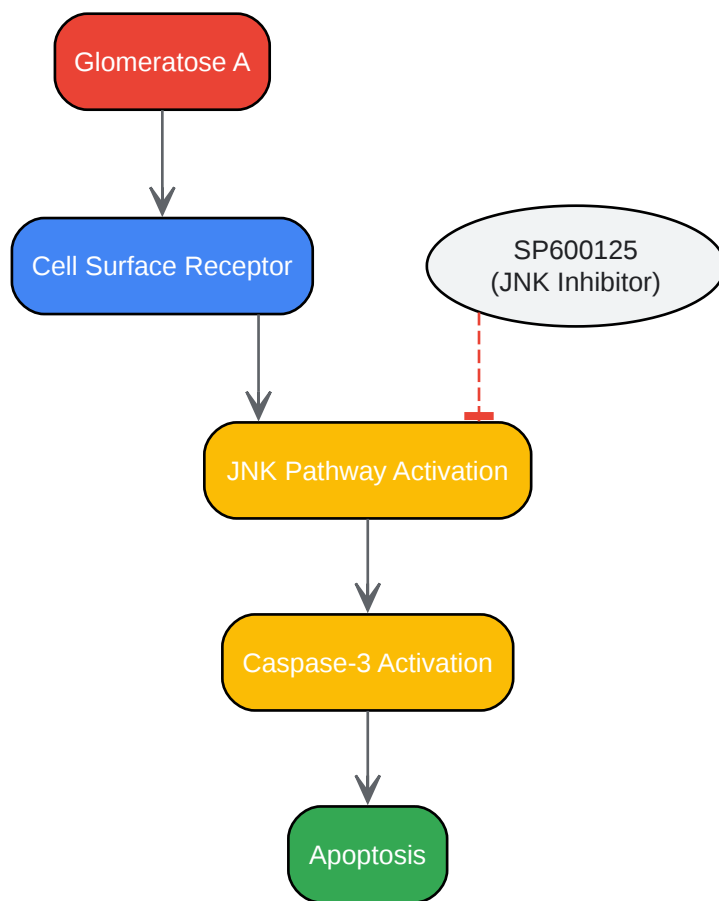 Glomeratose A
Cell Surface Receptor
SP600125
(JNK Inhibitor)
JNK Pathway Activation
Caspase-3 Activation
Apoptosis